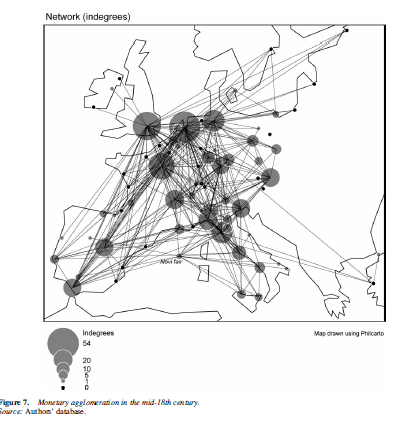 Network (indegrees)
Novi fair
Indegrees
54
20
10
5
1
0
Map drawn using Philcarto
Figure 7. Monetary agglomeration in the mid-18th century.
Source: Authors' database.